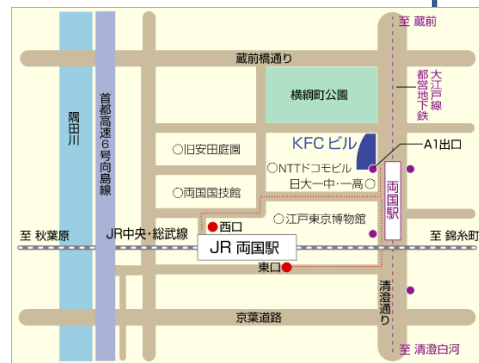 至 蔵前
蔵前橋通り
大江戸線
都営地下鉄
首都高速6号向島線
隅田川
横綱町公園
KFCビル
A1出口
○旧安田庭園
○NTTドコモビル
日大一中・一高○
○両国国技館
両国駅
○江戸東京博物館
西口
至 秋葉原
JR中央・総武線
JR 両国駅
至 錦糸町
東口
清澄通り
京葉道路
至 清澄白河